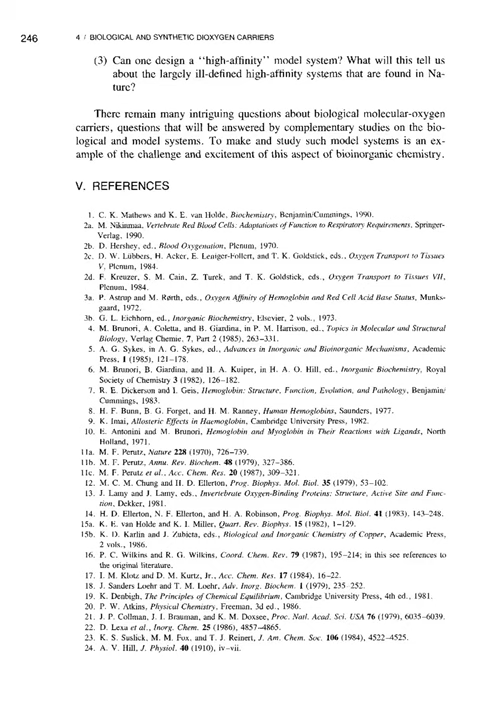 246
4 / BIOLOGICAL AND SYNTHETIC DIOXYGEN CARRIERS
(3) Can one design a "high-affinity" model system? What will this tell us
about the largely ill-defined high-affinity systems that are found in Na-
ture?
There remain many intriguing questions about biological molecular-oxygen
carriers, questions that will be answered by complementary studies on the bio-
logical and model systems. To make and study such model systems is an ex-
ample of the challenge and excitement of this aspect of bioinorganic chemistry.
V. REFERENCES
1. C. K. Mathews and K. E. van Holde, Biochemistry, Benjamin/Cummings, 1990.
2a. M. Nikinmaa, Vertebrate Red Blood Cells: Adaptations of Function to Respiratory Requirements, Springer-
Verlag, 1990.
2b. D. Hershey, ed., Blood Oxygenation, Plenum, 1970.
2c. D. W. Lübbers, H. Acker, E. Leniger-Follert, and T. K. Goldstick, eds., Oxygen Transport to Tissues
V, Plenum, 1984.
2d. F. Kreuzer, S. M. Cain, Z. Turek, and T. K. Goldstick, eds., Oxygen Transport to Tissues VII,
Plenum, 1984.
3a. P. Astrup and M. Rørth, eds., Oxygen Affinity of Hemoglobin and Red Cell Acid Base Status, Munks-
gaard, 1972.
3b. G. L. Eichhorn, ed., Inorganic Biochemistry, Elsevier, 2 vols., 1973.
4. M. Brunori, A. Coletta, and B. Giardina, in P. M. Harrison, ed., Topics in Molecular and Structural
Biology, Verlag Chemie, 7, Part 2 (1985), 263–331.
5. A. G. Sykes, in A. G. Sykes, ed., Advances in Inorganic and Bioinorganic Mechanisms, Academic
Press, 1 (1985), 121–178.
6. M. Brunori, B. Giardina, and H. A. Kuiper, in H. A. O. Hill, ed., Inorganic Biochemistry, Royal
Society of Chemistry 3 (1982), 126–182.
7. R. E. Dickerson and I. Geis, Hemoglobin: Structure, Function, Evolution, and Pathology, Benjamin/
Cummings, 1983.
8. H. F. Bunn, B. G. Forget, and H. M. Ranney, Human Hemoglobins, Saunders, 1977.
9. K. Imai, Allosteric Effects in Haemoglobin, Cambridge University Press, 1982.
10. E. Antonini and M. Brunori, Hemoglobin and Myoglobin in Their Reactions with Ligands, North
Holland, 1971.
11a. M. F. Perutz, Nature 228 (1970), 726–739.
11b. M. F. Perutz, Annu. Rev. Biochem. 48 (1979), 327–386.
11c. M. F. Perutz et al., Acc. Chem. Res. 20 (1987), 309–321.
12. M. C. M. Chung and H. D. Ellerton, Prog. Biophys. Mol. Biol. 35 (1979), 53–102.
13. J. Lamy and J. Lamy, eds., Invertebrate Oxygen-Binding Proteins: Structure, Active Site and Func-
tion, Dekker, 1981.
14. H. D. Ellerton, N. F. Ellerton, and H. A. Robinson, Prog. Biophys. Mol. Biol. 41 (1983), 143–248.
15a. K. E. van Holde and K. I. Miller, Quart. Rev. Biophys. 15 (1982), 1–129.
15b. K. D. Karlin and J. Zubieta, eds., Biological and Inorganic Chemistry of Copper, Academic Press,
2 vols., 1986.
16. P. C. Wilkins and R. G. Wilkins, Coord. Chem. Rev. 79 (1987), 195–214; in this see references to
the original literature.
17. I. M. Klotz and D. M. Kurtz, Jr., Acc. Chem. Res. 17 (1984), 16–22.
18. J. Sanders Loehr and T. M. Loehr, Adv. Inorg. Biochem. 1 (1979), 235–252.
19. K. Denbigh, The Principles of Chemical Equilibrium, Cambridge University Press, 4th ed., 1981.
20. P. W. Atkins, Physical Chemistry, Freeman, 3d ed., 1986.
21. J. P. Collman, J. I. Brauman, and K. M. Doxsee, Proc. Natl. Acad. Sci. USA 76 (1979), 6035–6039.
22. D. Lexa et al., Inorg. Chem. 25 (1986), 4857–4865.
23. K. S. Suslick, M. M. Fox, and T. J. Reinert, J. Am. Chem. Soc. 106 (1984), 4522–4525.
24. A. V. Hill, J. Physiol. 40 (1910), iv–vii.